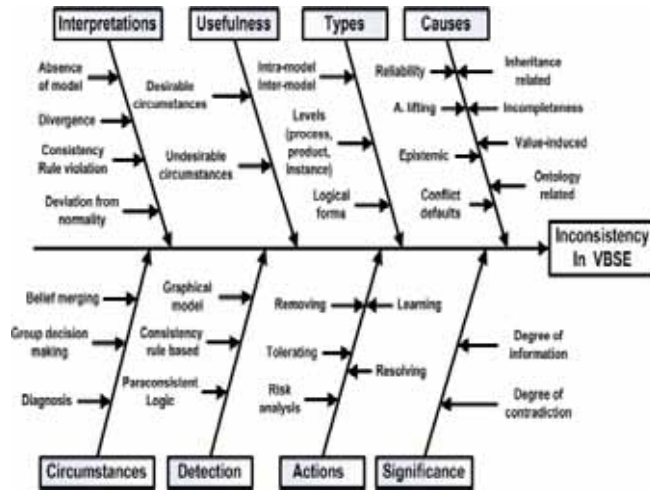 Interpretations
Usefulness
Types
Causes
Absence
of model
Divergence
Consistency
Rule violation
Deviation from
normality
Desirable
circumstances
Undesirable
circumstances
Intra-model
Inter-model
Levels
(process,
product,
instance)
Logical
forms
Reliability
A. lifting
Epistemic
Conflict
defaults
Inheritance
related
Incompleteness
Value-induced
Ontology
related
Inconsistency
In VBSE
Belief merging
Group decision
making
Diagnosis
Graphical
model
Consistency
rule based
Paraconsistent
Logic
Removing
Learning
Tolerating
Resolving
Risk
analysis
Degree of
information
Degree of
contradiction
Circumstances
Detection
Actions
Significance